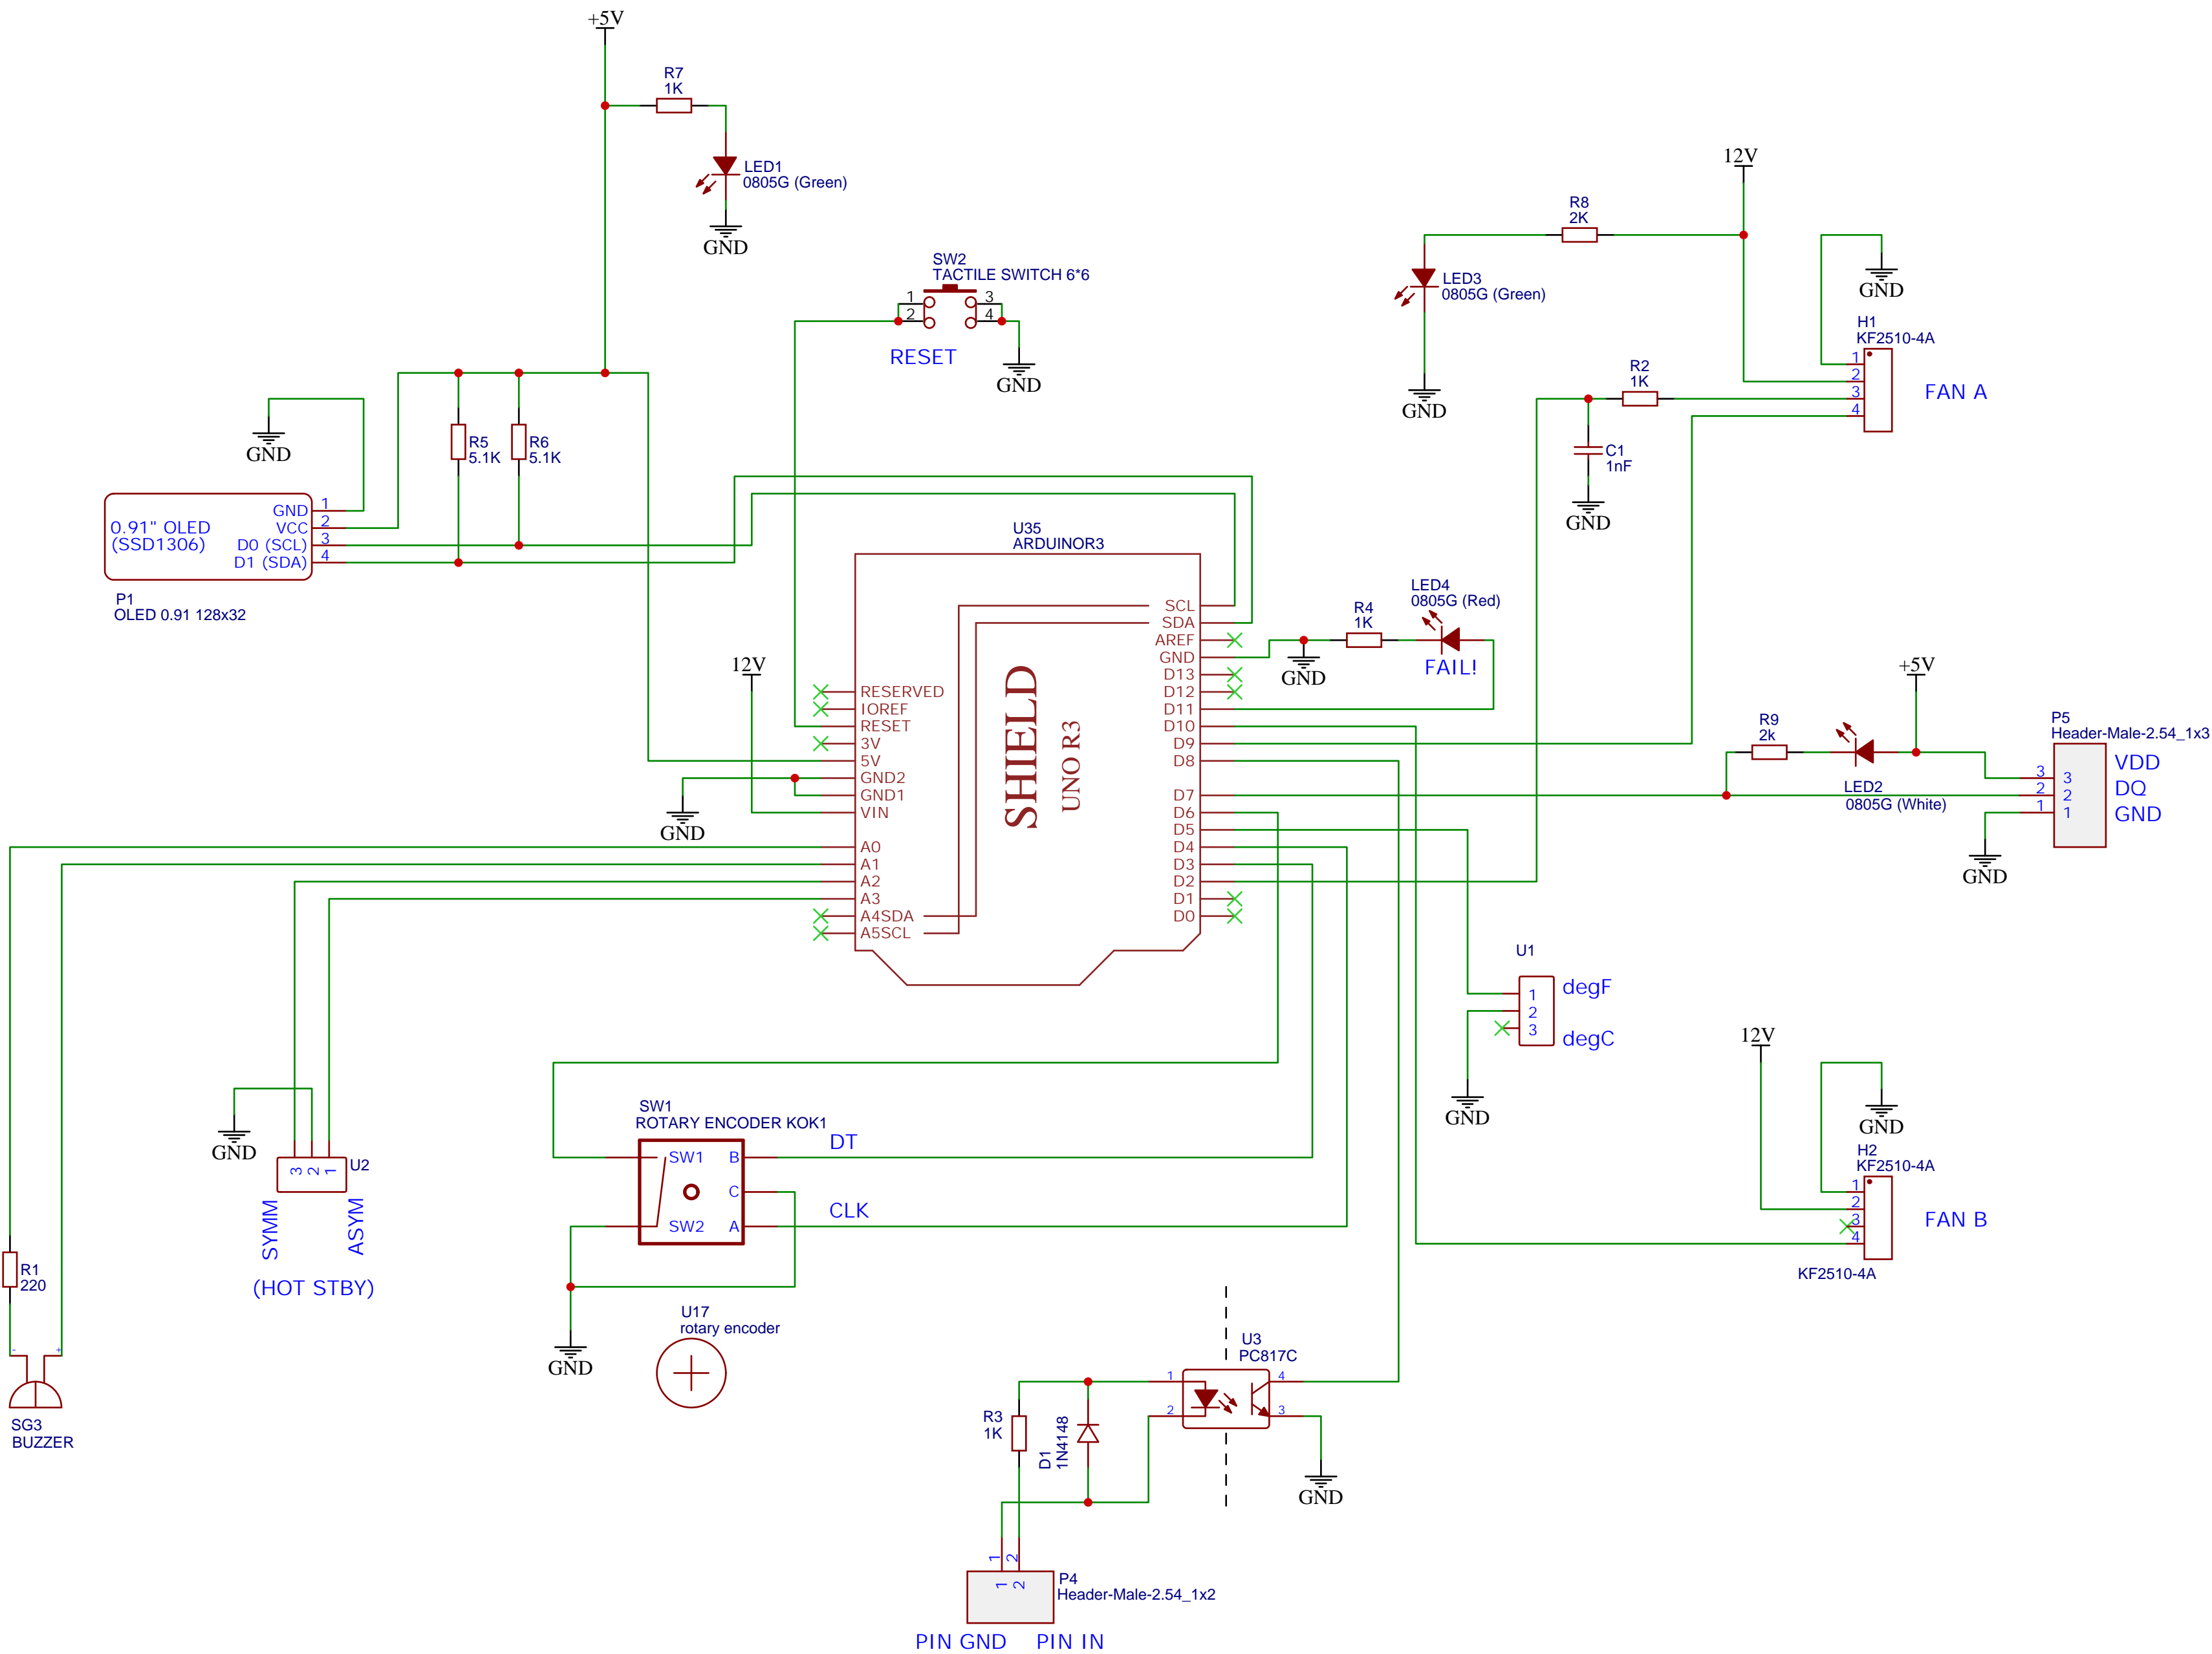 +5V
R7
1K
LED1
0805G (Green)
GND
12V
R8
2K
LED3
0805G (Green)
GND
GND
H1
KF2510-4A
1
2
3
4
FAN A
R2
1K
C1
1nF
GND
SW2
TACTILE SWITCH 6*6
1
2
3
4
RESET
GND
GND
R5
5.1K
R6
5.1K
0.91" OLED
(SSD1306)
GND
VCC
D0 (SCL)
D1 (SDA)
1
2
3
4
P1
OLED 0.91 128x32
U35
ARDUINOR3
SHIELD
UNO R3
RESERVED
IOREF
RESET
3V
5V
GND2
GND1
VIN
A0
A1
A2
A3
A4SDA
A5SCL
SCL
SDA
AREF
GND
D13
D12
D11
D10
D9
D8
D7
D6
D5
D4
D3
D2
D1
D0
12V
GND
R4
1K
LED4
0805G (Red)
FAIL!
GND
+5V
R9
2k
LED2
0805G (White)
P5
Header-Male-2.54_1x3
3
2
1
3
2
1
VDD
DQ
GND
GND
U1
1
2
3
degF
degC
GND
12V
GND
H2
KF2510-4A
1
2
3
4
FAN B
KF2510-4A
SW1
ROTARY ENCODER KOK1
SW1
SW2
B
C
A
DT
CLK
GND
U17
rotary encoder
GND
3
2
1
U2
SYMM
ASYM
(HOT STBY)
R1
220
-
+
SG3
BUZZER
U3
PC817C
1
2
4
3
GND
R3
1K
D1
1N4148
1
2
1
2
P4
Header-Male-2.54_1x2
PIN GND
PIN IN